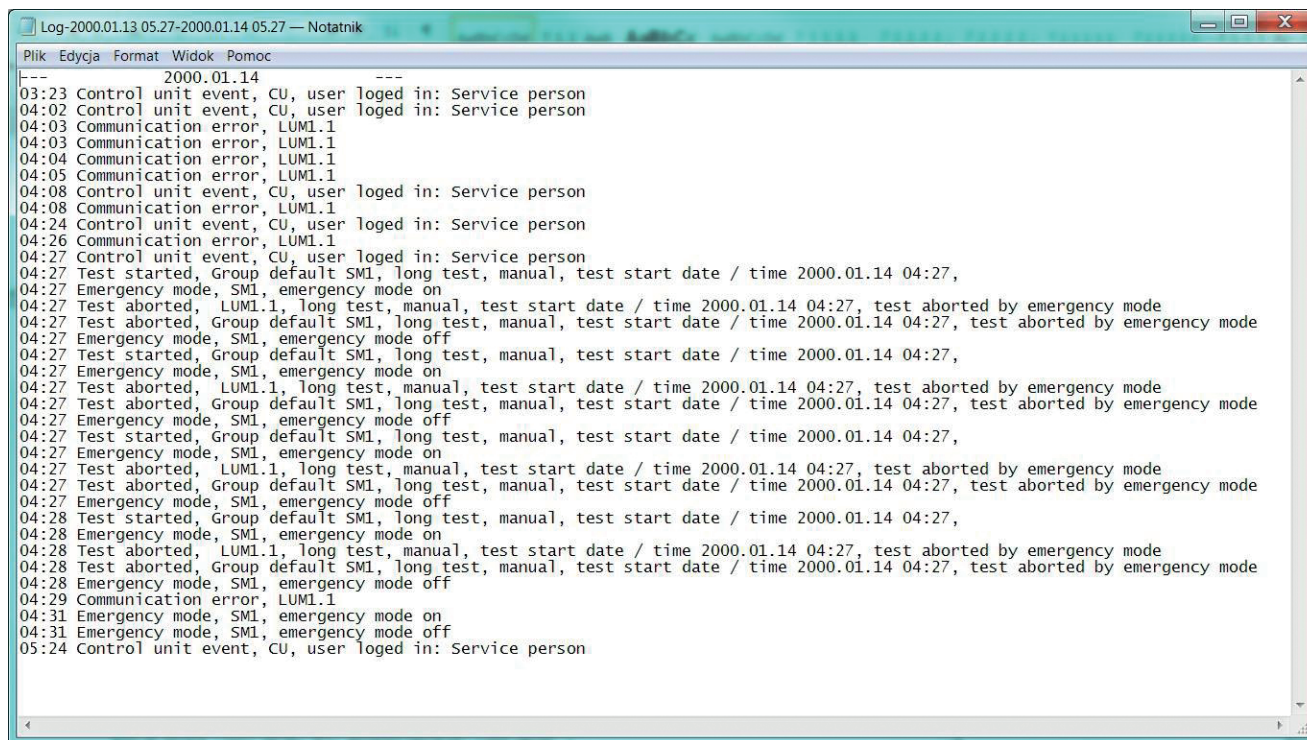 Log-2000.01.13 05.27-2000.01.14 05.27 — Notatnik
Plik Edycja Format Widok Pomoc
--- 2000.01.14 ---
03:23 Control unit event, CU, user loged in: Service person
04:02 Control unit event, CU, user loged in: Service person
04:03 Communication error, LUM1.1
04:03 Communication error, LUM1.1
04:04 Communication error, LUM1.1
04:05 Communication error, LUM1.1
04:08 Control unit event, CU, user loged in: Service person
04:08 Communication error, LUM1.1
04:24 Control unit event, CU, user loged in: Service person
04:26 Communication error, LUM1.1
04:27 Control unit event, CU, user loged in: Service person
04:27 Test started, Group default SM1, long test, manual, test start date / time 2000.01.14 04:27,
04:27 Emergency mode, SM1, emergency mode on
04:27 Test aborted,  LUM1.1, long test, manual, test start date / time 2000.01.14 04:27, test aborted by emergency mode
04:27 Test aborted, Group default SM1, long test, manual, test start date / time 2000.01.14 04:27, test aborted by emergency mode
04:27 Emergency mode, SM1, emergency mode off
04:27 Test started, Group default SM1, long test, manual, test start date / time 2000.01.14 04:27,
04:27 Emergency mode, SM1, emergency mode on
04:27 Test aborted,  LUM1.1, long test, manual, test start date / time 2000.01.14 04:27, test aborted by emergency mode
04:27 Test aborted, Group default SM1, long test, manual, test start date / time 2000.01.14 04:27, test aborted by emergency mode
04:27 Emergency mode, SM1, emergency mode off
04:27 Test started, Group default SM1, long test, manual, test start date / time 2000.01.14 04:27,
04:27 Emergency mode, SM1, emergency mode on
04:27 Test aborted,  LUM1.1, long test, manual, test start date / time 2000.01.14 04:27, test aborted by emergency mode
04:27 Test aborted, Group default SM1, long test, manual, test start date / time 2000.01.14 04:27, test aborted by emergency mode
04:27 Emergency mode, SM1, emergency mode off
04:28 Test started, Group default SM1, long test, manual, test start date / time 2000.01.14 04:27,
04:28 Emergency mode, SM1, emergency mode on
04:28 Test aborted,  LUM1.1, long test, manual, test start date / time 2000.01.14 04:27, test aborted by emergency mode
04:28 Test aborted, Group default SM1, long test, manual, test start date / time 2000.01.14 04:27, test aborted by emergency mode
04:28 Emergency mode, SM1, emergency mode off
04:29 Communication error, LUM1.1
04:31 Emergency mode, SM1, emergency mode on
04:31 Emergency mode, SM1, emergency mode off
05:24 Control unit event, CU, user loged in: Service person